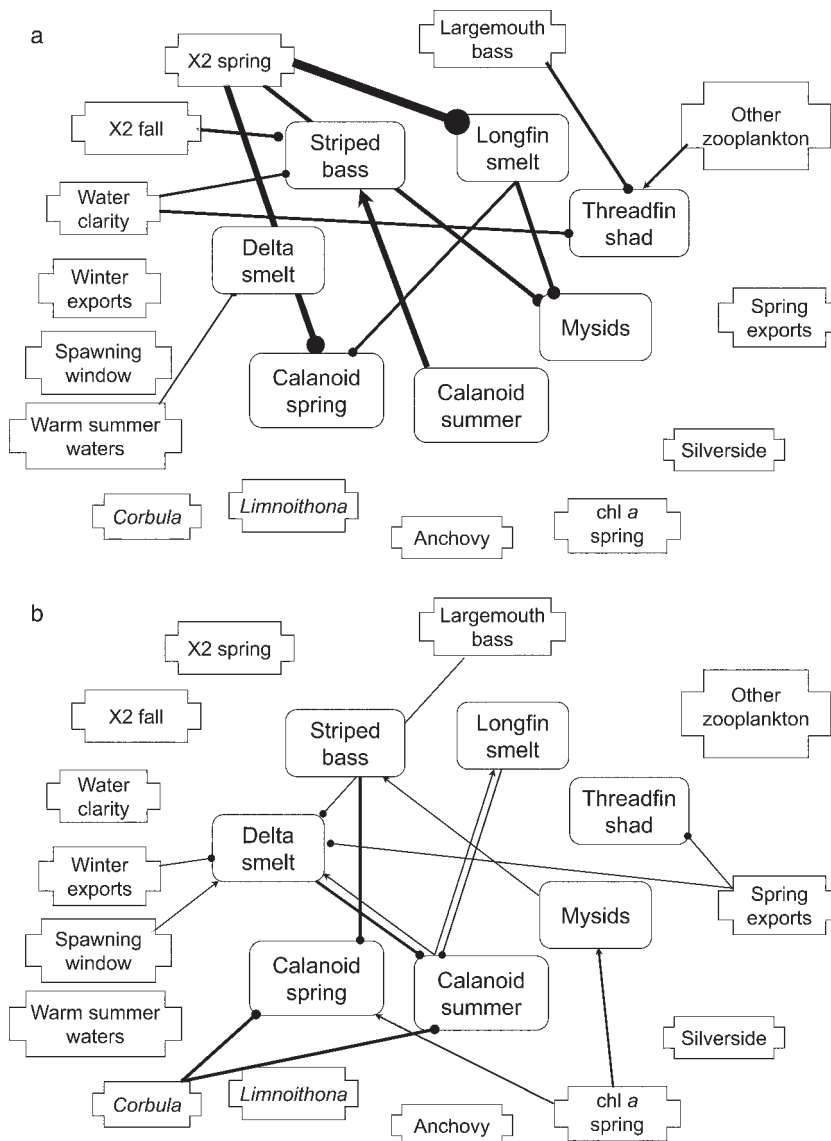 a
Largemouth
bass
X2 spring
Other
zooplankton
X2 fall
Striped
bass
Longfin
smelt
Water
clarity
Threadfin
shad
Delta
smelt
Winter
exports
Spring
exports
Mysids
Spawning
window
Calanoid
spring
Calanoid
summer
Warm summer
waters
Silverside
Corbula
Limnoithona
Anchovy
chl a
spring
b
Largemouth
bass
X2 spring
Other
zooplankton
X2 fall
Striped
bass
Longfin
smelt
Water
clarity
Threadfin
shad
Delta
smelt
Winter
exports
Spring
exports
Mysids
Spawning
window
Calanoid
spring
Calanoid
summer
Warm summer
waters
Silverside
Corbula
Limnoithona
Anchovy
chl a
spring